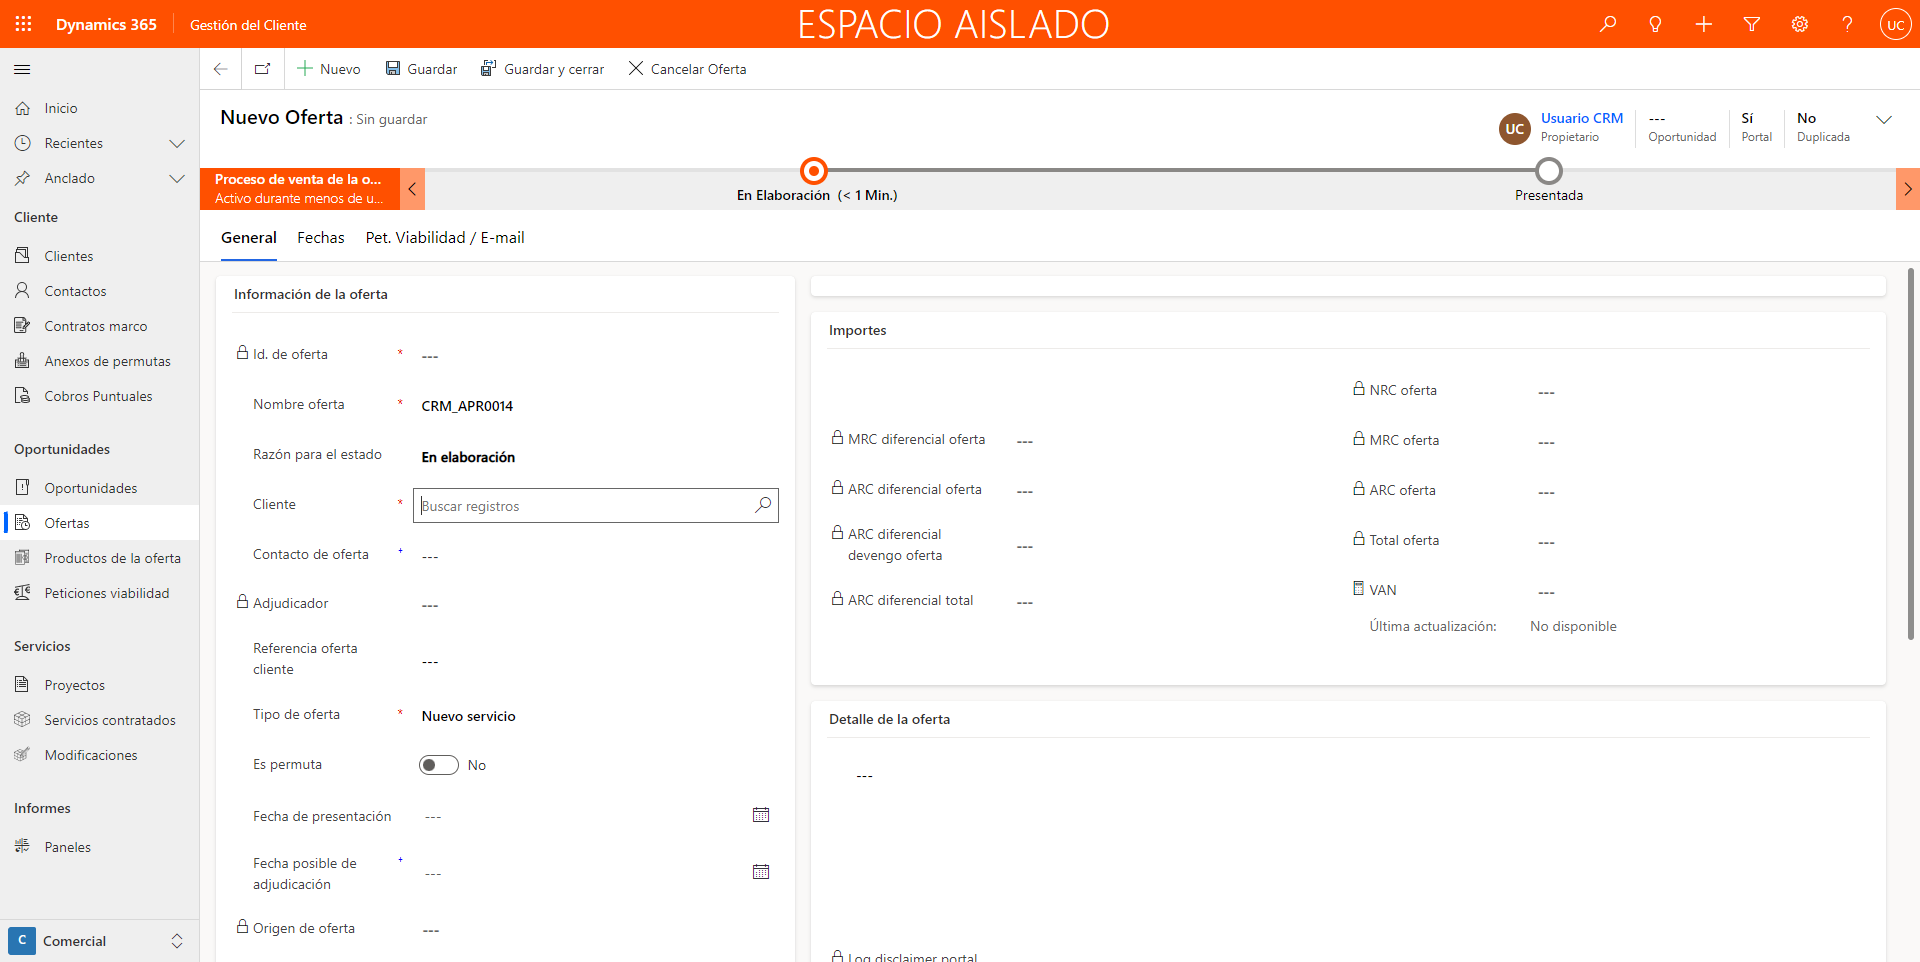 Dynamics 365
Gestión del Cliente
ESPACIO AISLADO
UC
Nuevo
Guardar
Guardar y cerrar
Cancelar Oferta
Inicio
Recientes
Anclado
Cliente
Clientes
Contactos
Contratos marco
Anexos de permutas
Cobros Puntuales
Oportunidades
Oportunidades
Ofertas
Productos de la oferta
Peticiones viabilidad
Servicios
Proyectos
Servicios contratados
Modificaciones
Informes
Paneles
C Comercial
Nuevo Oferta : Sin guardar
UC
Usuario CRM
Propietario
---
Oportunidad
Sí
Portal
No
Duplicada
Proceso de venta de la o...
Activo durante menos de u...
En Elaboración (< 1 Min.)
Presentada
General
Fechas
Pet. Viabilidad / E-mail
Información de la oferta
Id. de oferta * ---
Nombre oferta * CRM_APR0014
Razón para el estado En elaboración
Cliente * Buscar registros
Contacto de oferta + ---
Adjudicador ---
Referencia oferta
cliente
---
Tipo de oferta * Nuevo servicio
Es permuta No
Fecha de presentación ---
Fecha posible de
adjudicación
+ ---
Origen de oferta ---
Importes
MRC diferencial oferta ---
ARC diferencial oferta ---
ARC diferencial
devengo oferta
---
ARC diferencial total ---
NRC oferta ---
MRC oferta ---
ARC oferta ---
Total oferta ---
VAN ---
Última actualización: No disponible
Detalle de la oferta
---
Log disclaimer portal